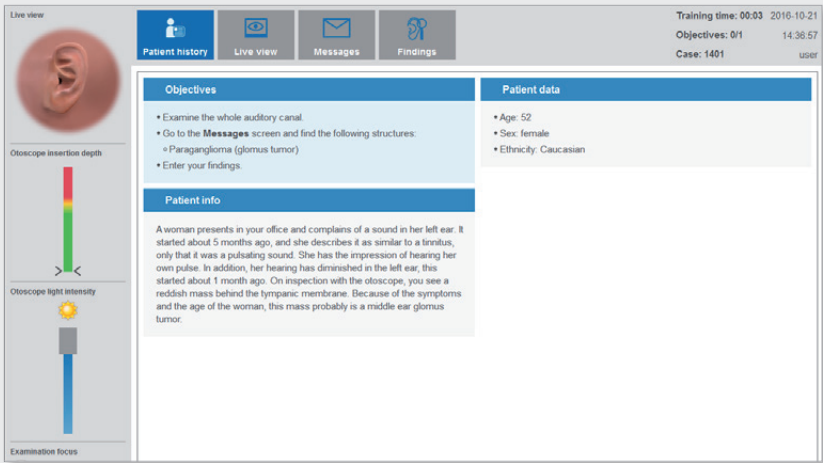 Live view
Patient history
Live view
Messages
Findings
Training time: 00:03 2016-10-21
Objectives: 0/1 14:36:57
Case: 1401 user
Otoscope insertion depth
> <
Otoscope light intensity
Examination focus
Objectives
• Examine the whole auditory canal.
• Go to the Messages screen and find the following structures:
◦ Paraganglioma (glomus tumor)
• Enter your findings.
Patient info
A woman presents in your office and complains of a sound in her left ear. It
started about 5 months ago, and she describes it as similar to a tinnitus,
only that it was a pulsating sound. She has the impression of hearing her
own pulse. In addition, her hearing has diminished in the left ear, this
started about 1 month ago. On inspection with the otoscope, you see a
reddish mass behind the tympanic membrane. Because of the symptoms
and the age of the woman, this mass probably is a middle ear glomus
tumor.
Patient data
• Age: 52
• Sex: female
• Ethnicity: Caucasian